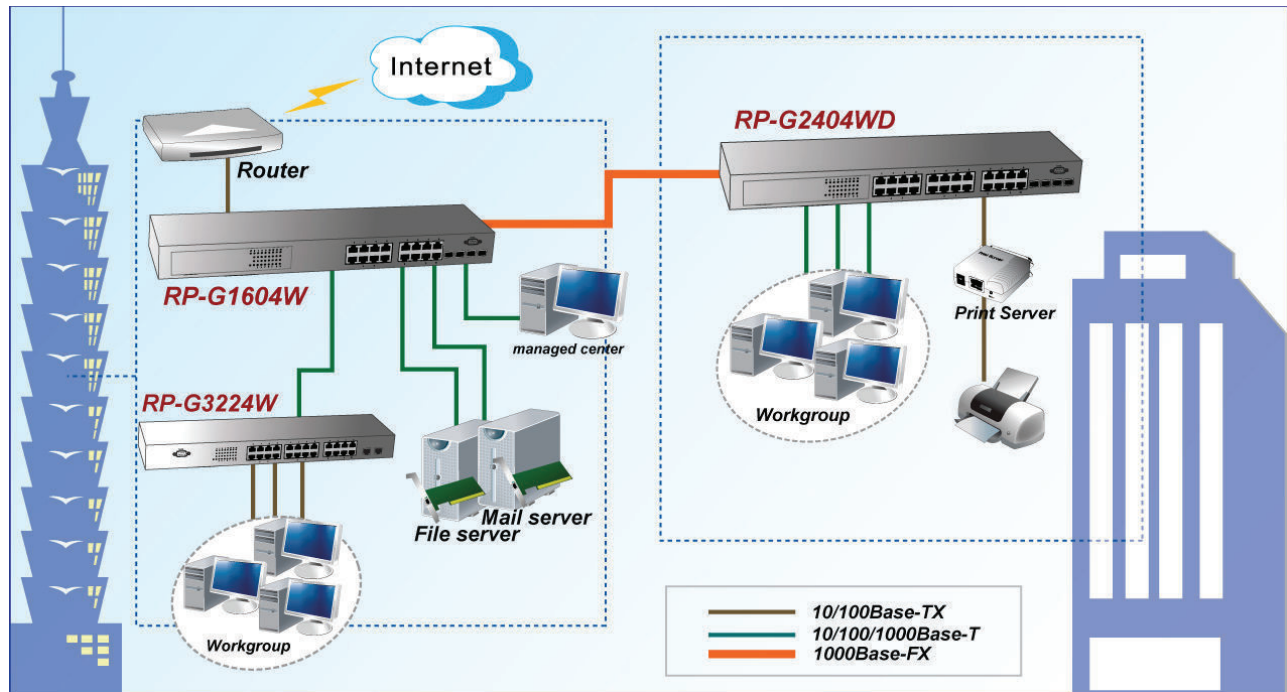 Internet
Router
RP-G1604W
managed center
RP-G3224W
File server
Mail server
Workgroup
RP-G2404WD
Print Server
Workgroup
10/100Base-TX
10/100/1000Base-T
1000Base-FX